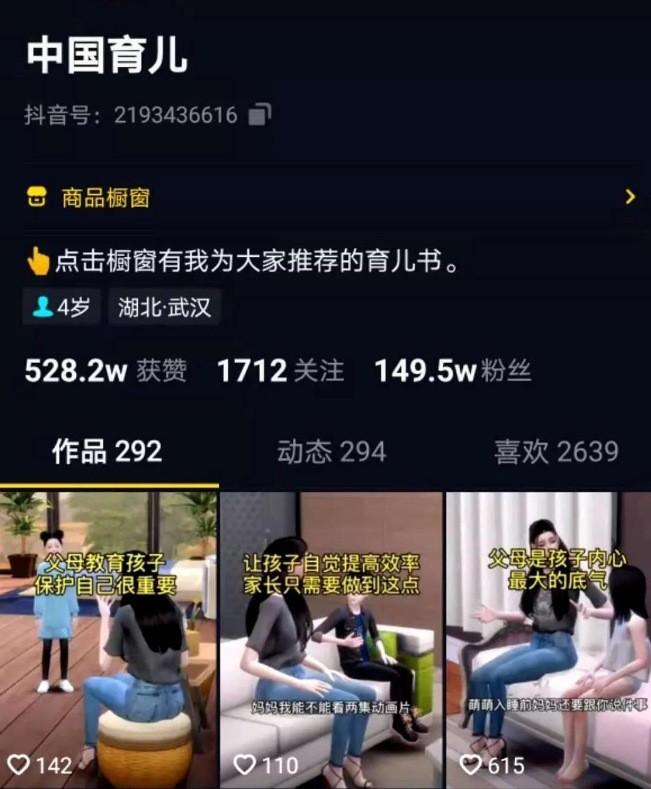 中国育儿
抖音号：2193436616
商品橱窗
👆点击橱窗有我为大家推荐的育儿书。
4岁 湖北·武汉
528.2w 获赞 1712 关注 149.5w 粉丝
作品 292 动态 294 喜欢 2639
父母教育孩子
保护自己很重要
142
让孩子自觉提高效率
家长只需要做到这点
妈妈我能不能看两集动画片
110
父母是孩子内心
最大的底气
萌萌入睡前妈妈还要跟你说件事
615